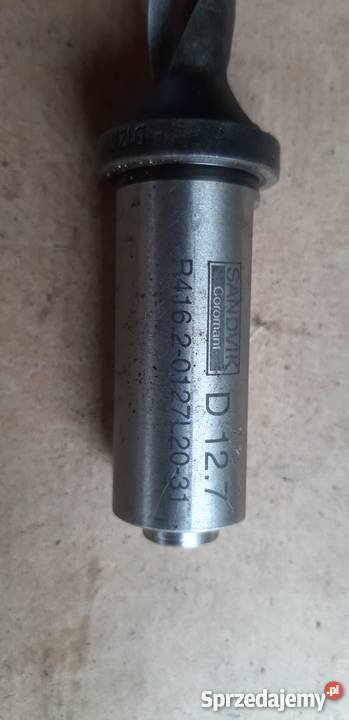 SANDVIK
Coromant
D 12.7
R416.2-0127L20-31
Sprzedajemy.pl